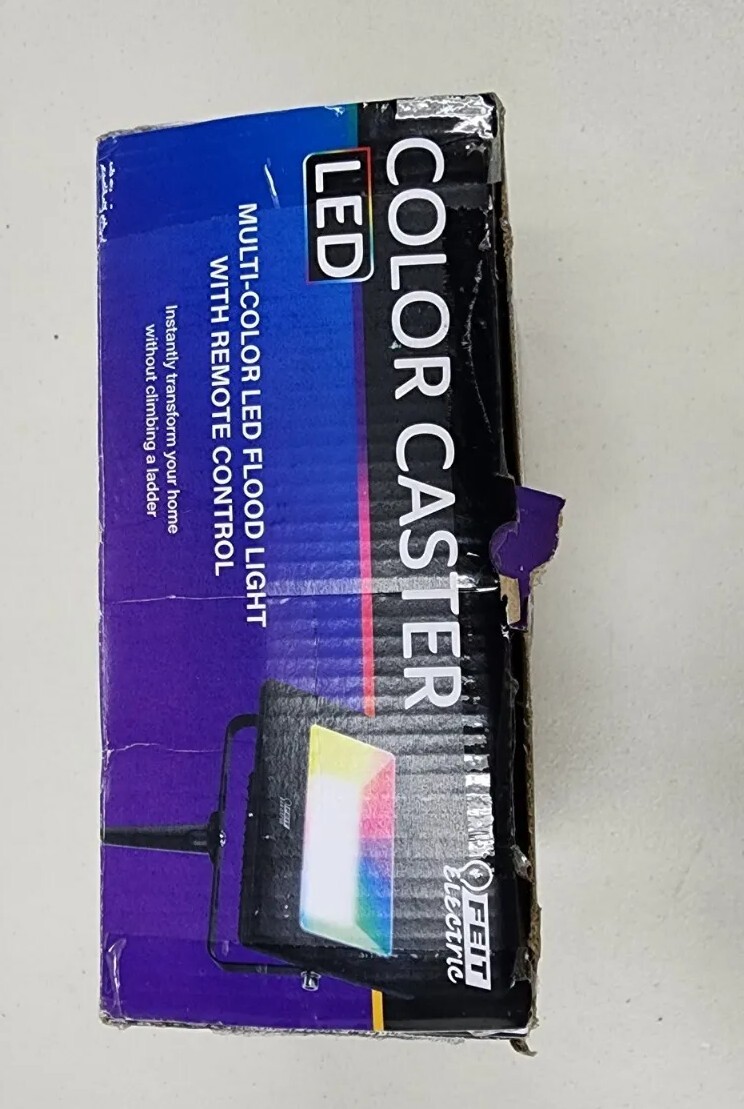 COLOR CASTER
LED
FEIT
Electric
MULTI-COLOR LED FLOOD LIGHT
WITH REMOTE CONTROL
Instantly transform your home
without climbing a ladder